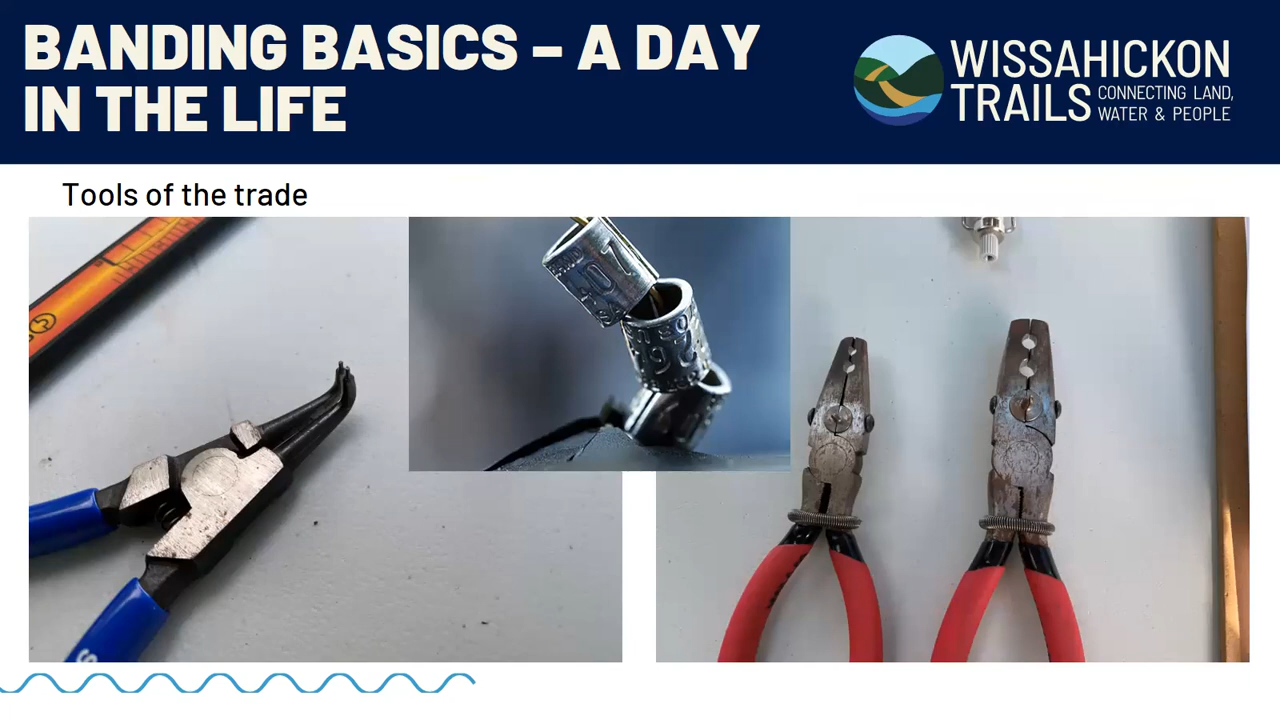 BANDING BASICS – A DAY
IN THE LIFE
WISSAHICKON
TRAILS
CONNECTING LAND,
WATER & PEOPLE
Tools of the trade